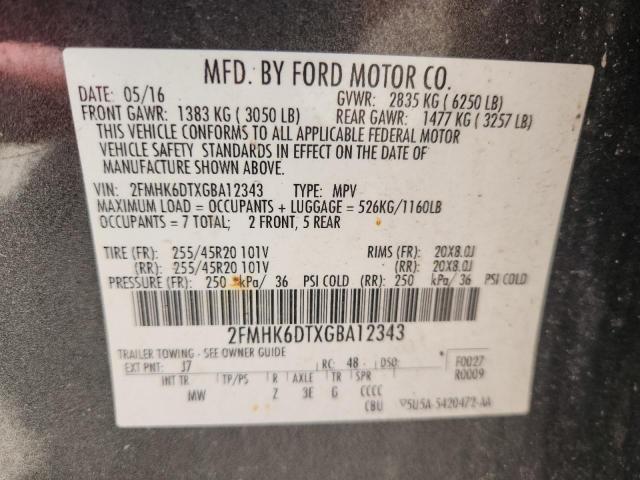 MFD. BY FORD MOTOR CO.
DATE: 05/16 GVWR: 2835 KG ( 6250 LB)
FRONT GAWR: 1383 KG ( 3050 LB) REAR GAWR: 1477 KG ( 3257 LB)
THIS VEHICLE CONFORMS TO ALL APPLICABLE FEDERAL MOTOR
VEHICLE SAFETY STANDARDS IN EFFECT ON THE DATE OF
MANUFACTURE SHOWN ABOVE.
VIN: 2FMHK6DTXGBA12343 TYPE: MPV
MAXIMUM LOAD = OCCUPANTS + LUGGAGE = 526KG/1160LB
OCCUPANTS = 7 TOTAL; 2 FRONT, 5 REAR
TIRE (FR): 255/45R20 101V RIMS (FR): 20X8.0J
(RR): 255/45R20 101V (RR): 20X8.0J
PRESSURE (FR): 250 kPa/ 36 PSI COLD (RR): 250 kPa/ 36 PSI COLD
2FMHK6DTXGBA12343
TRAILER TOWING - SEE OWNER GUIDE
EXT PNT: J7 RC: 48 DSO: * F0027
R0009
INT TR TP/PS R AXLE TR SPR
MW Z 3E G CCCC
CBU 5U5A-5420472-AA